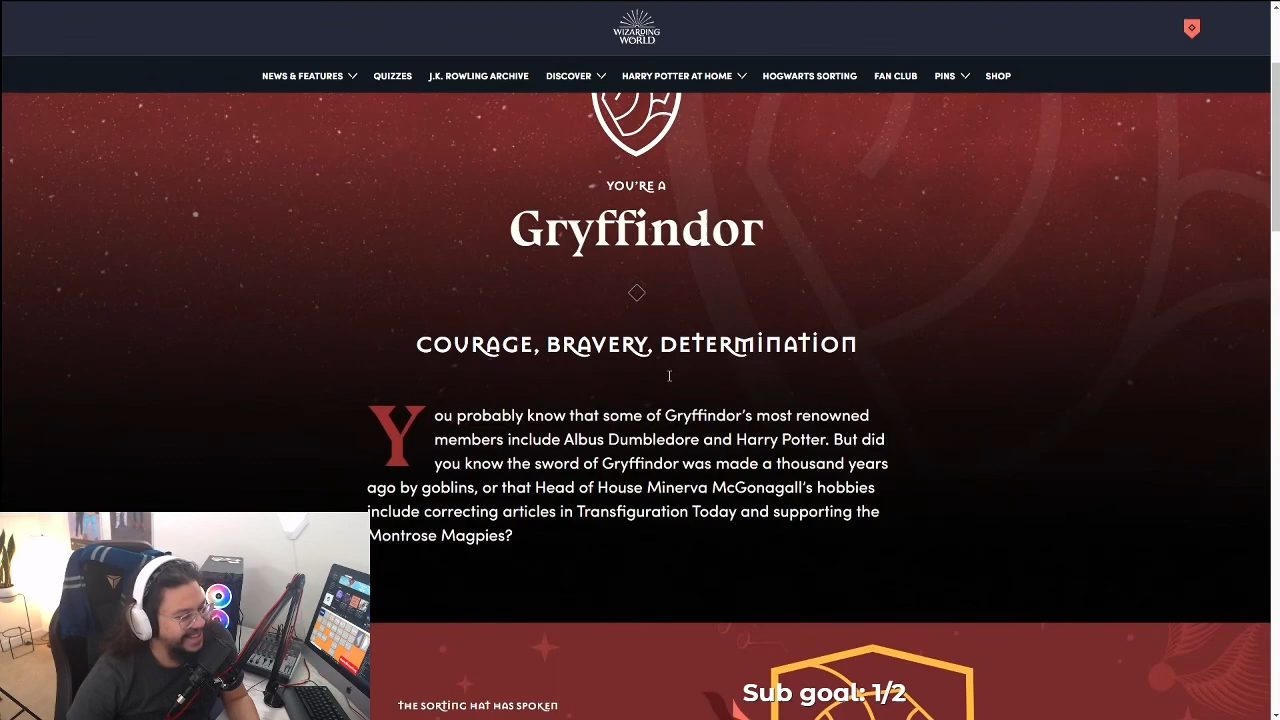 WIZARDING
WORLD
NEWS & FEATURES QUIZZES J.K. ROWLING ARCHIVE DISCOVER HARRY POTTER AT HOME HOGWARTS SORTING FAN CLUB PINS SHOP
YOU'RE A
Gryffindor
COURAGE, BRAVERY, DETERMINATION
You probably know that some of Gryffindor's most renowned
members include Albus Dumbledore and Harry Potter. But did
you know the sword of Gryffindor was made a thousand years
ago by goblins, or that Head of House Minerva McGonagall's hobbies
include correcting articles in Transfiguration Today and supporting the
Montrose Magpies?
THE SORTING HAT HAS SPOKEN
Sub goal: 1/2